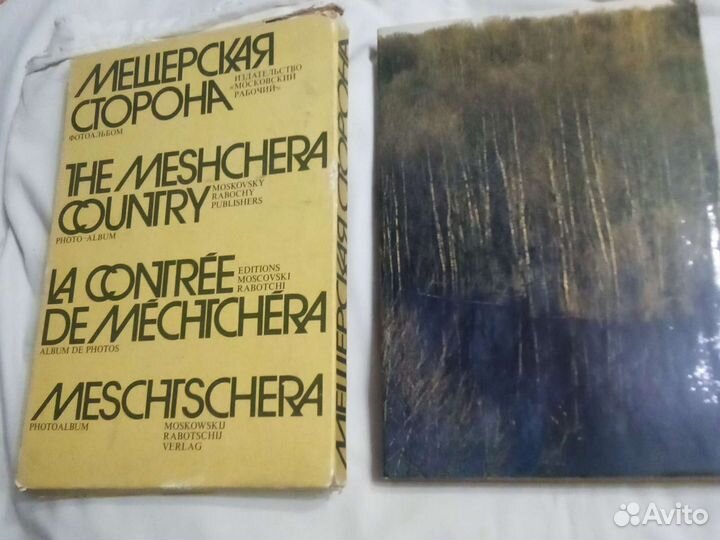 МЕЩЕРСКАЯ
СТОРОНА
ИЗДАТЕЛЬСТВО
«МОСКОВСКИЙ
РАБОЧИЙ»
ФОТОАЛЬБОМ
THE MESHCHERA
COUNTRY
MOSKOVSKY
RABOCHY
PUBLISHERS
PHOTO-ALBUM
LA CONTRÉE
EDITIONS
MOSCOVSKI
RABOTCHI
DE MÉCHTCHÉRA
ALBUM DE PHOTOS
MESCHTSCHERA
PHOTOALBUM
MOSKOWSKIJ
RABOTSCHIJ
VERLAG
МЕЩЕРСКАЯ СТОРОНА
Avito